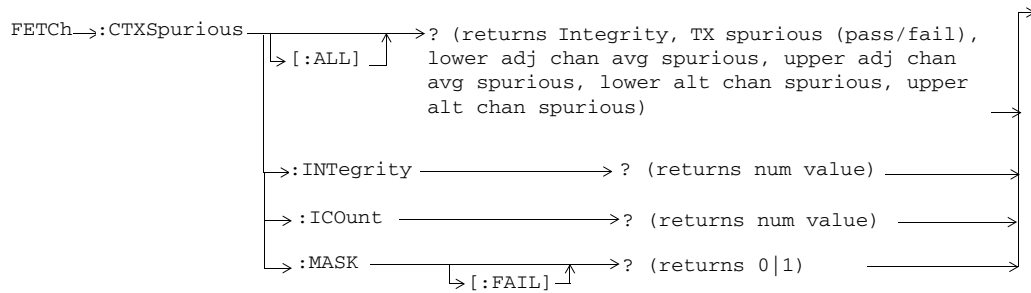 FETCh :CTXSpurious ? (returns Integrity, TX spurious (pass/fail),
[:ALL] lower adj chan avg spurious, upper adj chan
avg spurious, lower alt chan spurious, upper
alt chan spurious)
:INTegrity ? (returns num value)
:ICOunt ? (returns num value)
:MASK ? (returns 0|1)
[:FAIL]